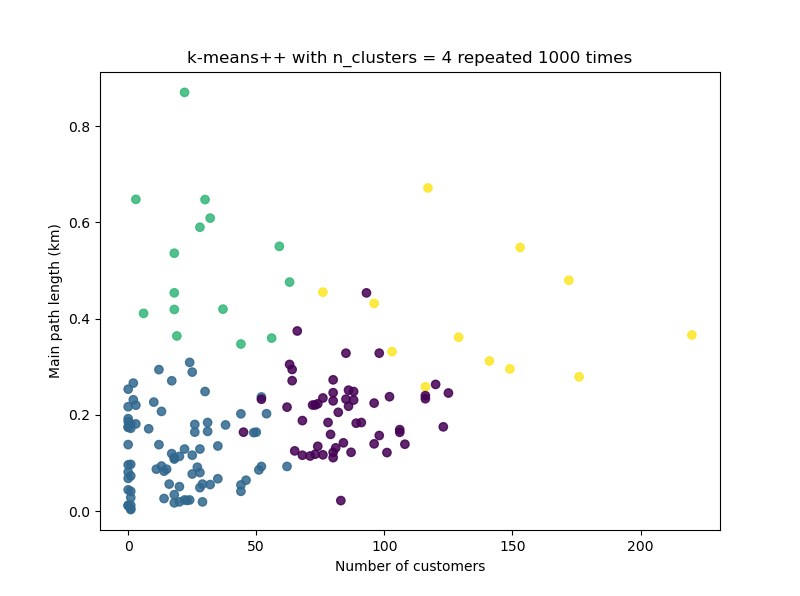 k-means++ with n_clusters = 4 repeated 1000 times
Main path length (km)
0.8
0.6
0.4
0.2
0.0
0 50 100 150 200
Number of customers